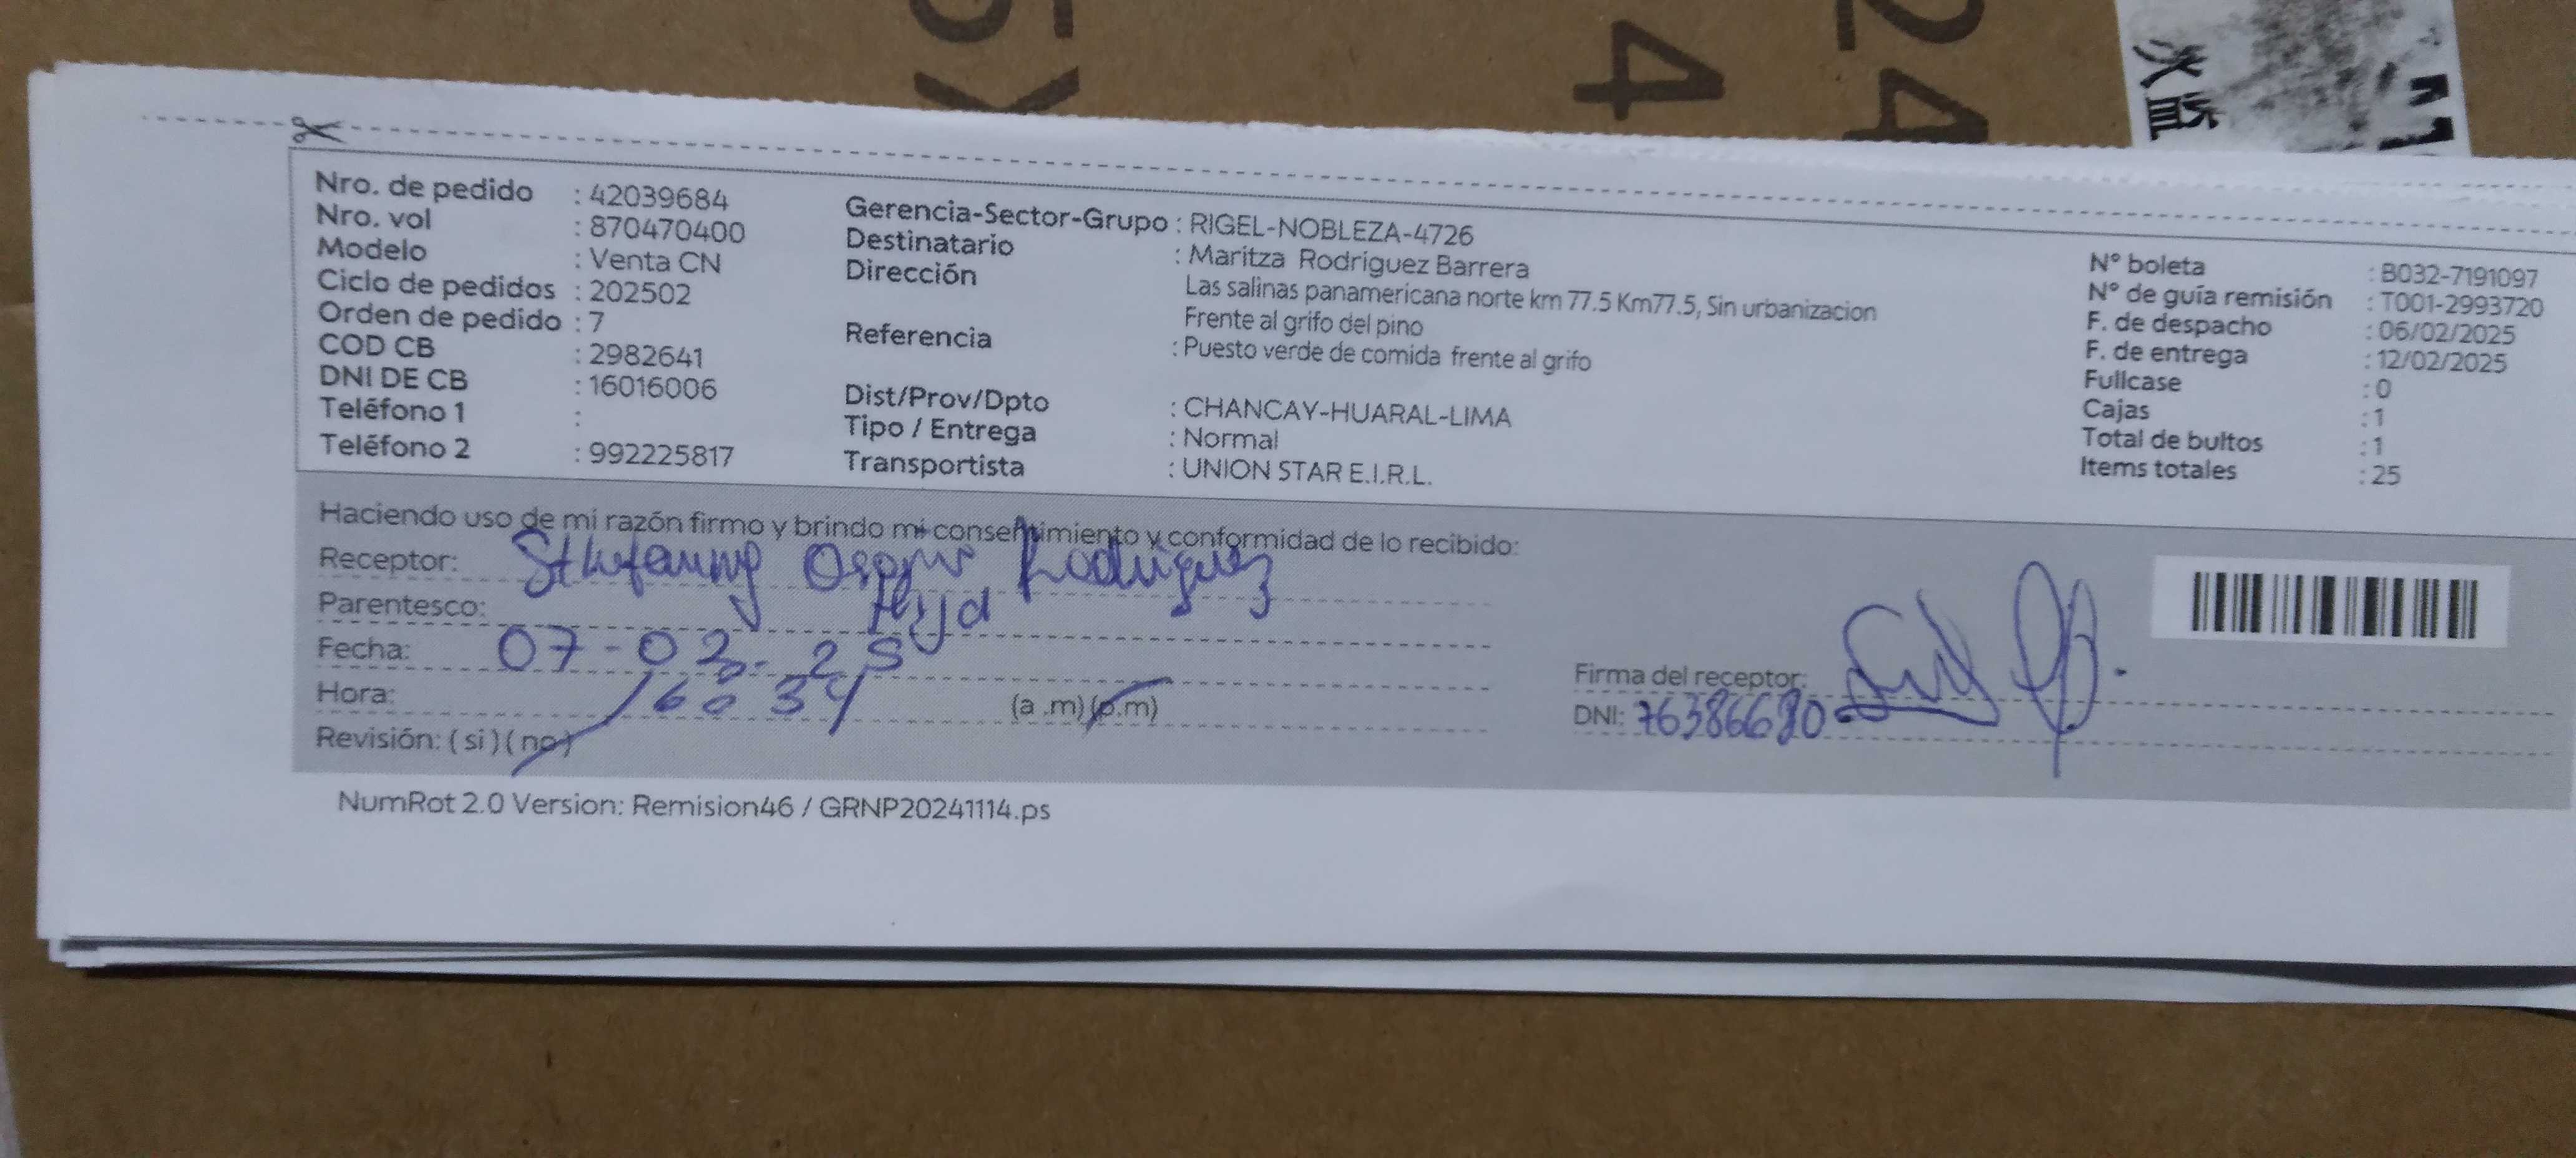 Nro. de pedido : 42039684
Nro. vol : 870470400
Modelo : Venta CN
Ciclo de pedidos : 202502
Orden de pedido : 7
COD CB : 2982641
DNI DE CB : 16016006
Teléfono 1 :
Teléfono 2 : 992225817
Gerencia-Sector-Grupo : RIGEL-NOBLEZA-4726
Destinatario : Maritza Rodriguez Barrera
Dirección Las salinas panamericana norte km 77.5 Km77.5, Sin urbanizacion
Frente al grifo del pino
Referencia : Puesto verde de comida frente al grifo
Dist/Prov/Dpto : CHANCAY-HUARAL-LIMA
Tipo / Entrega : Normal
Transportista : UNION STAR E.I.R.L.
N° boleta : B032-7191097
N° de guía remisión : T001-2993720
F. de despacho : 06/02/2025
F. de entrega : 12/02/2025
Fullcase : 0
Cajas : 1
Total de bultos : 1
Items totales : 25
Haciendo uso de mi razón firmo y brindo mi consentimiento y conformidad de lo recibido:
Receptor: Rodriguez
Parentesco: Hija
Fecha: 07-02-25
Hora: 16:34 (a .m)(p.m)
Revisión: ( si ) ( no )
Firma del receptor:
DNI: 76386680
NumRot 2.0 Version: Remision46 / GRNP20241114.ps
4
24